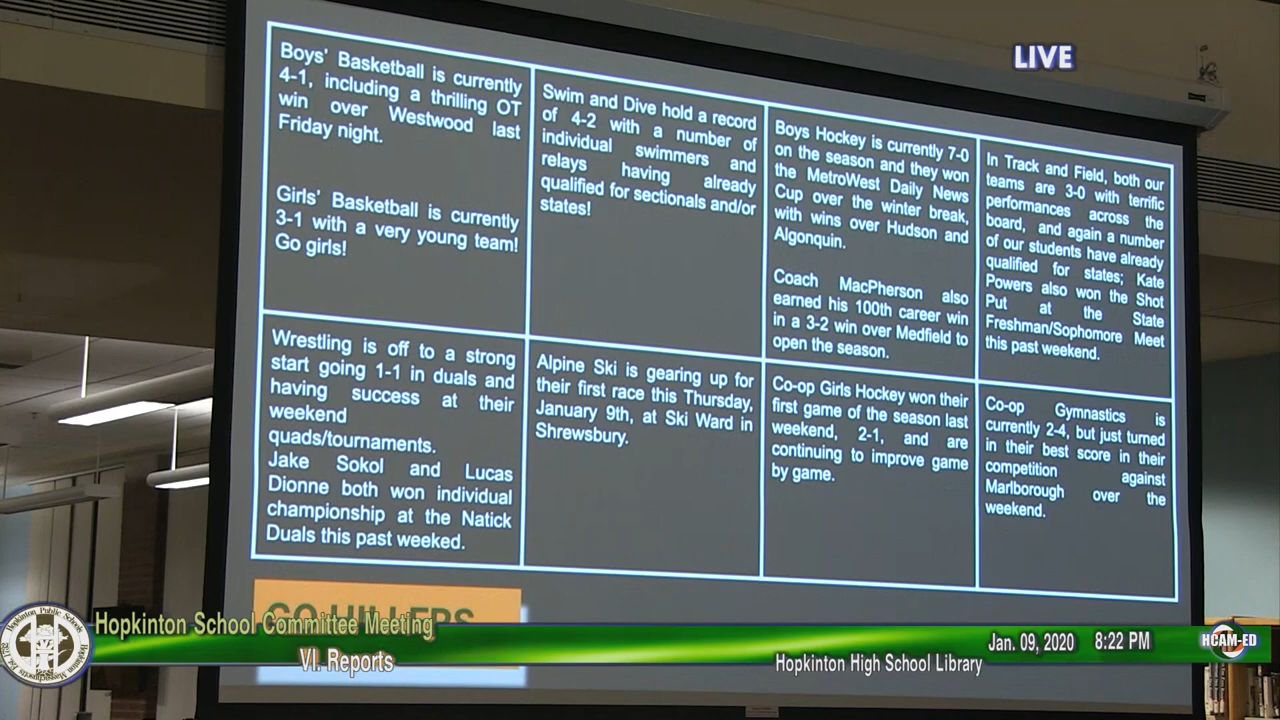 LIVE
Boys' Basketball is currently
4-1, including a thrilling OT
win over Westwood last
Friday night.
Girls' Basketball is currently
3-1 with a very young team!
Go girls!
Swim and Dive hold a record
of 4-2 with a number of
individual swimmers and
relays having already
qualified for sectionals and/or
states!
Boys Hockey is currently 7-0
on the season and they won
the MetroWest Daily News
Cup over the winter break,
with wins over Hudson and
Algonquin.
Coach MacPherson also
earned his 100th career win
in a 3-2 win over Medfield to
open the season.
In Track and Field, both our
teams are 3-0 with terrific
performances across the
board, and again a number
of our students have already
qualified for states; Kate
Powers also won the Shot
Put at the State
Freshman/Sophomore Meet
this past weekend.
Wrestling is off to a strong
start going 1-1 in duals and
having success at their
weekend
quads/tournaments.
Jake Sokol and Lucas
Dionne both won individual
championship at the Natick
Duals this past weeked.
Alpine Ski is gearing up for
their first race this Thursday,
January 9th, at Ski Ward in
Shrewsbury.
Co-op Girls Hockey won their
first game of the season last
weekend, 2-1, and are
continuing to improve game
by game.
Co-op Gymnastics is
currently 2-4, but just turned
in their best score in their
competition against
Marlborough over the
weekend.
GO HILLERS
Hopkinton School Committee Meeting
VI. Reports
Jan. 09, 2020 8:22 PM
Hopkinton High School Library
HCAM-ED
Hopkinton Public Schools